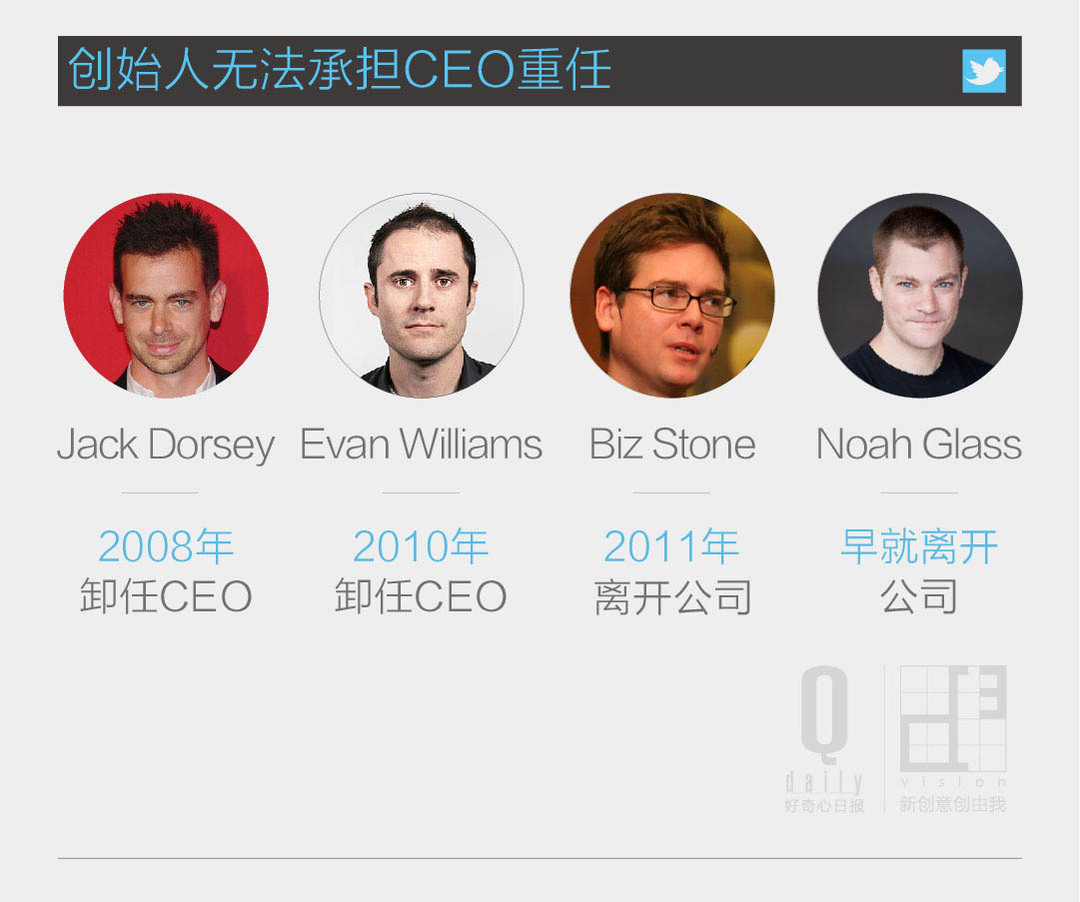 创始人无法承担CEO重任
Jack Dorsey
Evan Williams
Biz Stone
Noah Glass
2008年
卸任CEO
2010年
卸任CEO
2011年
离开公司
早就离开
公司
Q
daily
好奇心日报
vision
新创意创由我